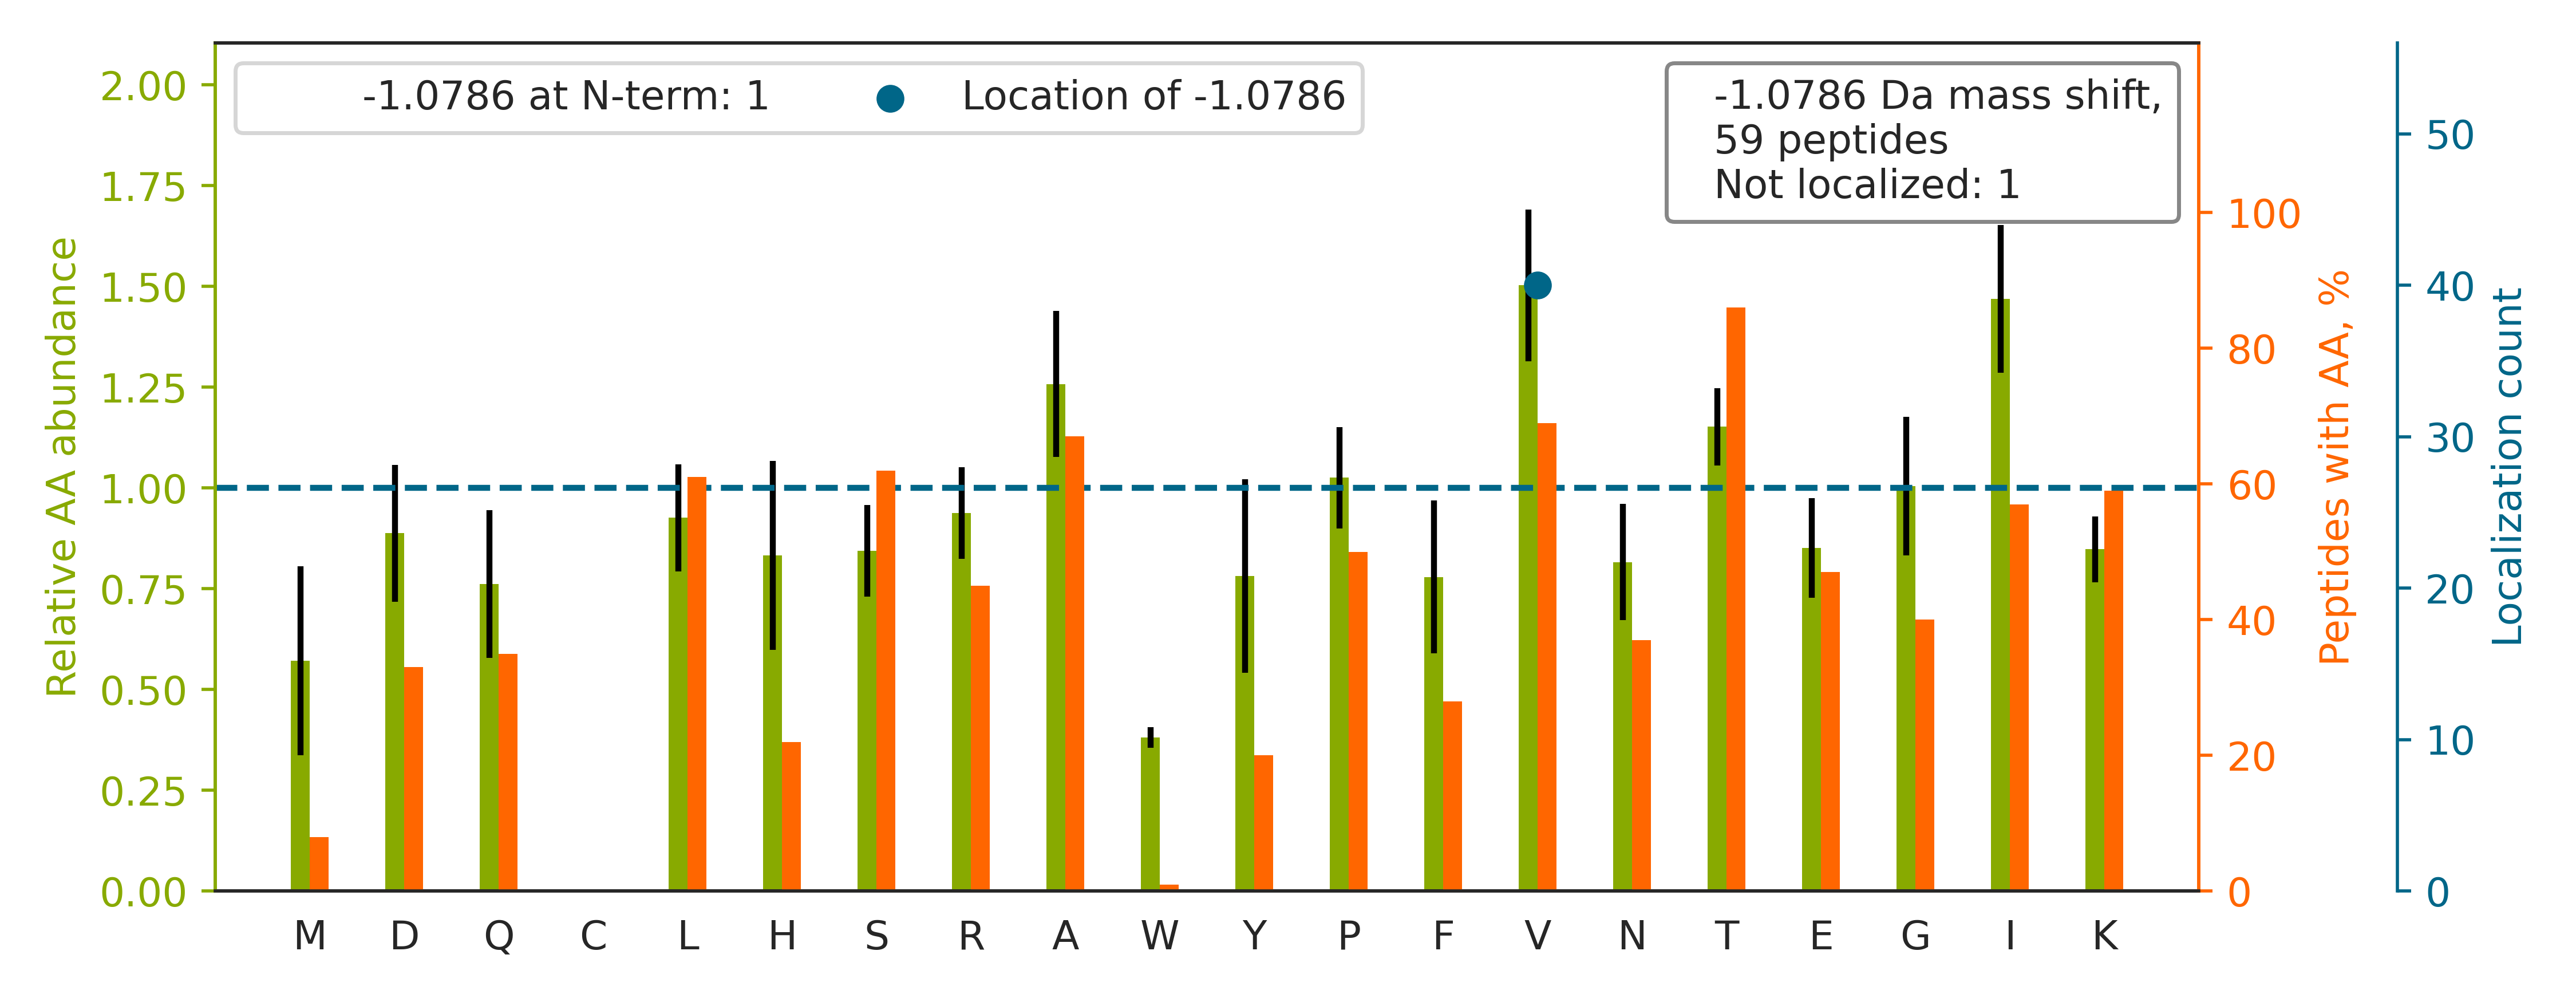 -1.0786 at N-term: 1
Location of -1.0786
-1.0786 Da mass shift,
59 peptides
Not localized: 1
Relative AA abundance
2.00
1.75
1.50
1.25
1.00
0.75
0.50
0.25
0.00
M D Q C L H S R A W Y P F V N T E G I K
100
80
60
40
20
0
Peptides with AA, %
50
40
30
20
10
0
Localization count